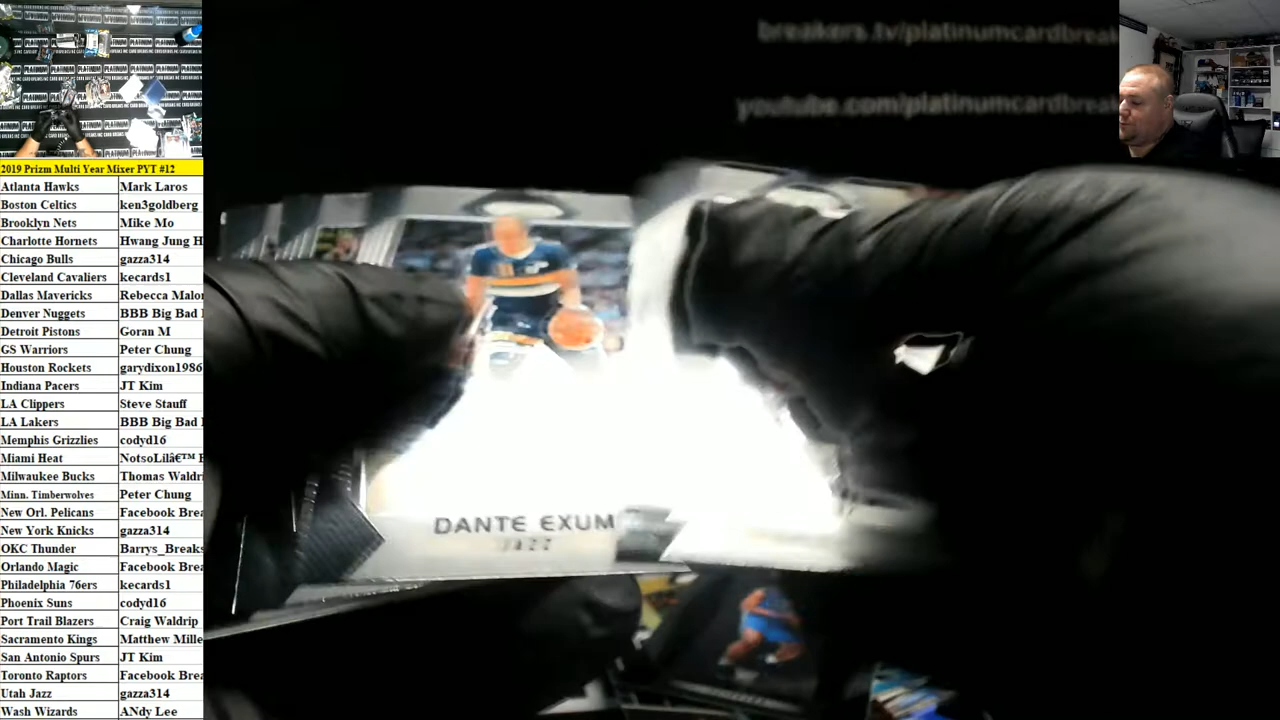 breakers.tv/platinumcardbreak
youtube.com/platinumcardbreak
2019 Prizm Multi Year Mixer PYT #12
Atlanta Hawks Mark Laros
Boston Celtics ken3goldberg
Brooklyn Nets Mike Mo
Charlotte Hornets Hwang Jung H
Chicago Bulls gazza314
Cleveland Cavaliers kecards1
Dallas Mavericks Rebecca Malon
Denver Nuggets BBB Big Bad
Detroit Pistons Goran M
GS Warriors Peter Chung
Houston Rockets garydixon1986
Indiana Pacers JT Kim
LA Clippers Steve Stauff
LA Lakers BBB Big Bad
Memphis Grizzlies codyd16
Miami Heat NotsoLilâ€™
Milwaukee Bucks Thomas Waldri
Minn. Timberwolves Peter Chung
New Orl. Pelicans Facebook Brea
New York Knicks gazza314
OKC Thunder Barrys_Breaks
Orlando Magic Facebook Brea
Philadelphia 76ers kecards1
Phoenix Suns codyd16
Port Trail Blazers Craig Waldrip
Sacramento Kings Matthew Mille
San Antonio Spurs JT Kim
Toronto Raptors Facebook Brea
Utah Jazz gazza314
Wash Wizards ANdy Lee
DANTE EXUM
JAZZ